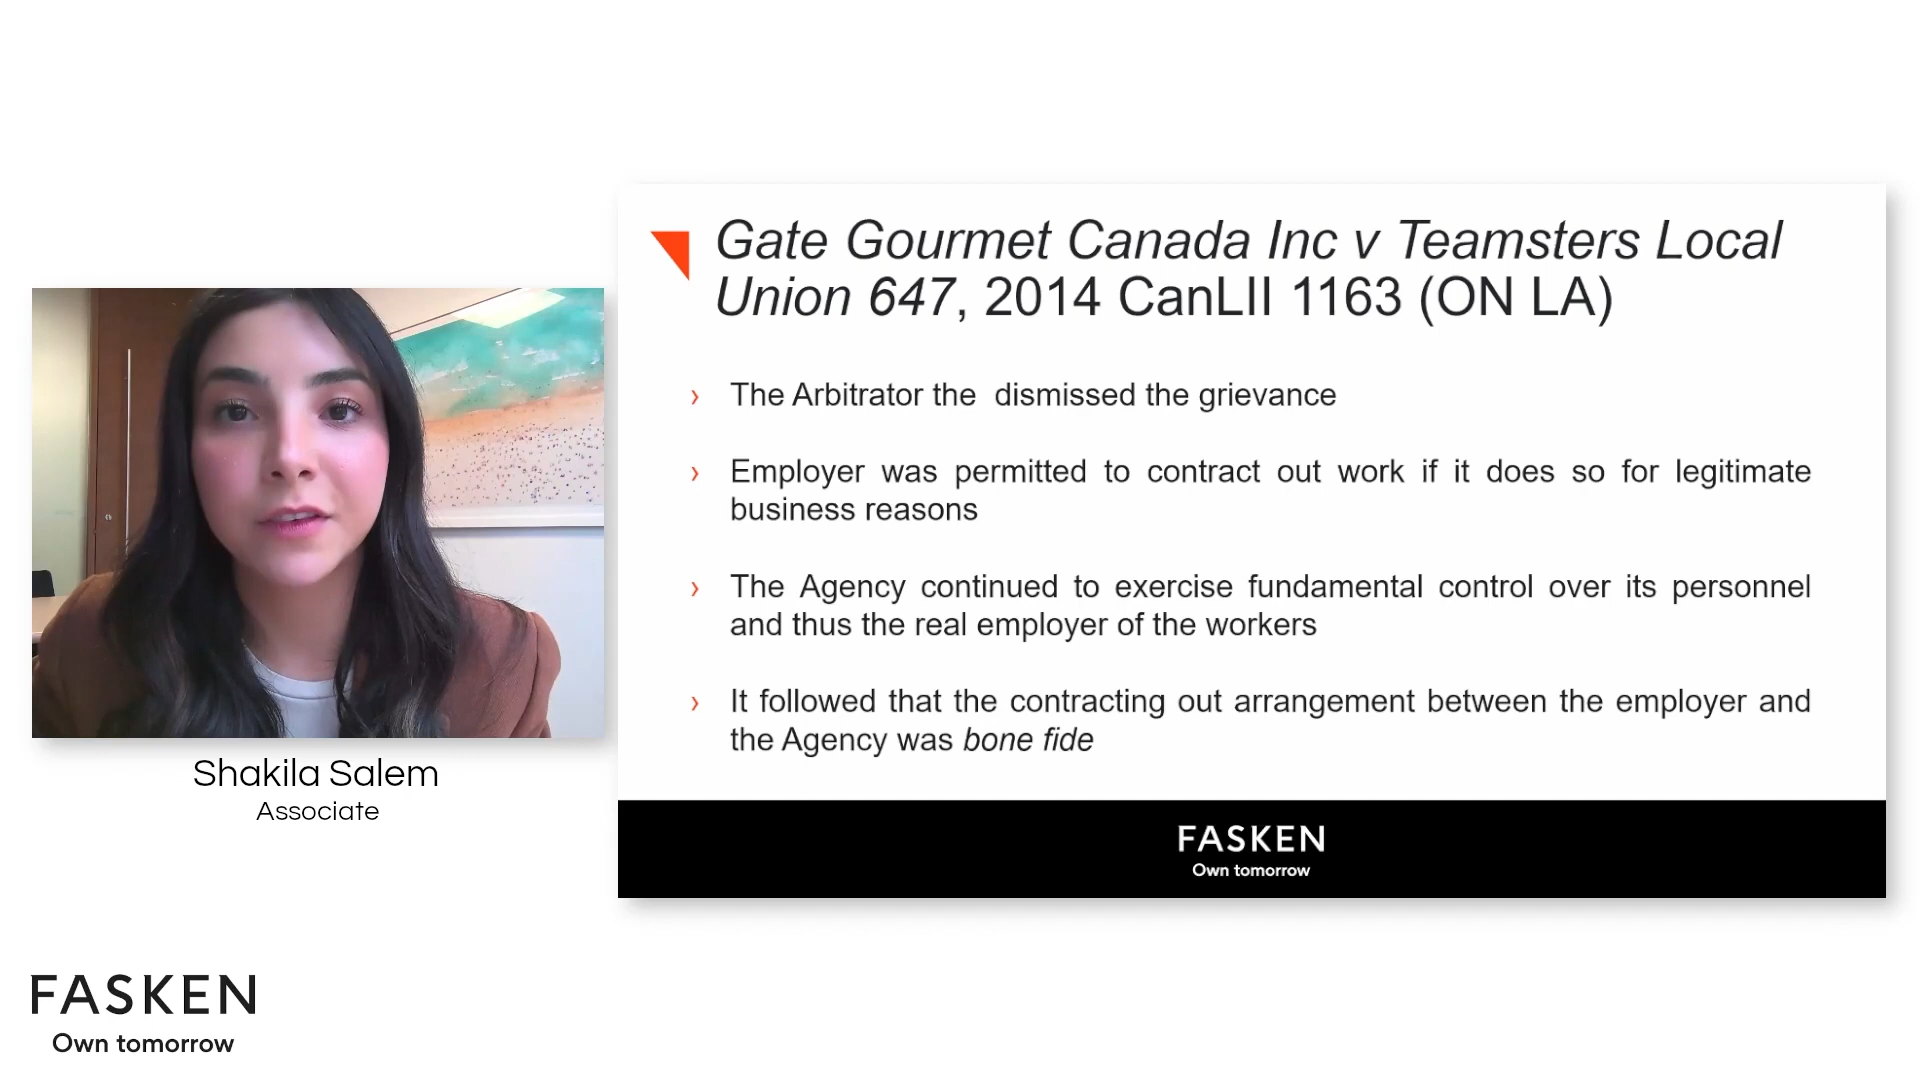 Gate Gourmet Canada Inc v Teamsters Local
Union 647, 2014 CanLII 1163 (ON LA)
› The Arbitrator the  dismissed the grievance
› Employer was permitted to contract out work if it does so for legitimate
business reasons
› The Agency continued to exercise fundamental control over its personnel
and thus the real employer of the workers
› It followed that the contracting out arrangement between the employer and
the Agency was bone fide
FASKEN
Own tomorrow
Shakila Salem
Associate
FASKEN
Own tomorrow